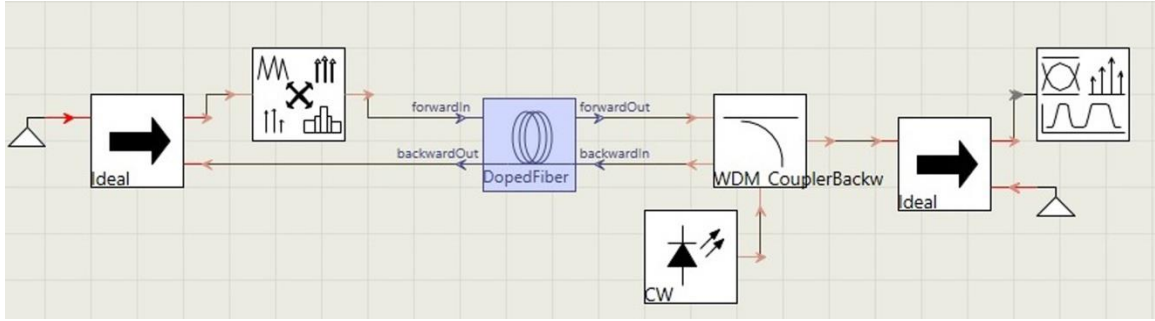 forwardIn
forwardOut
backwardOut
backwardIn
Ideal
DopedFiber
WDM_CouplerBackw
Ideal
CW